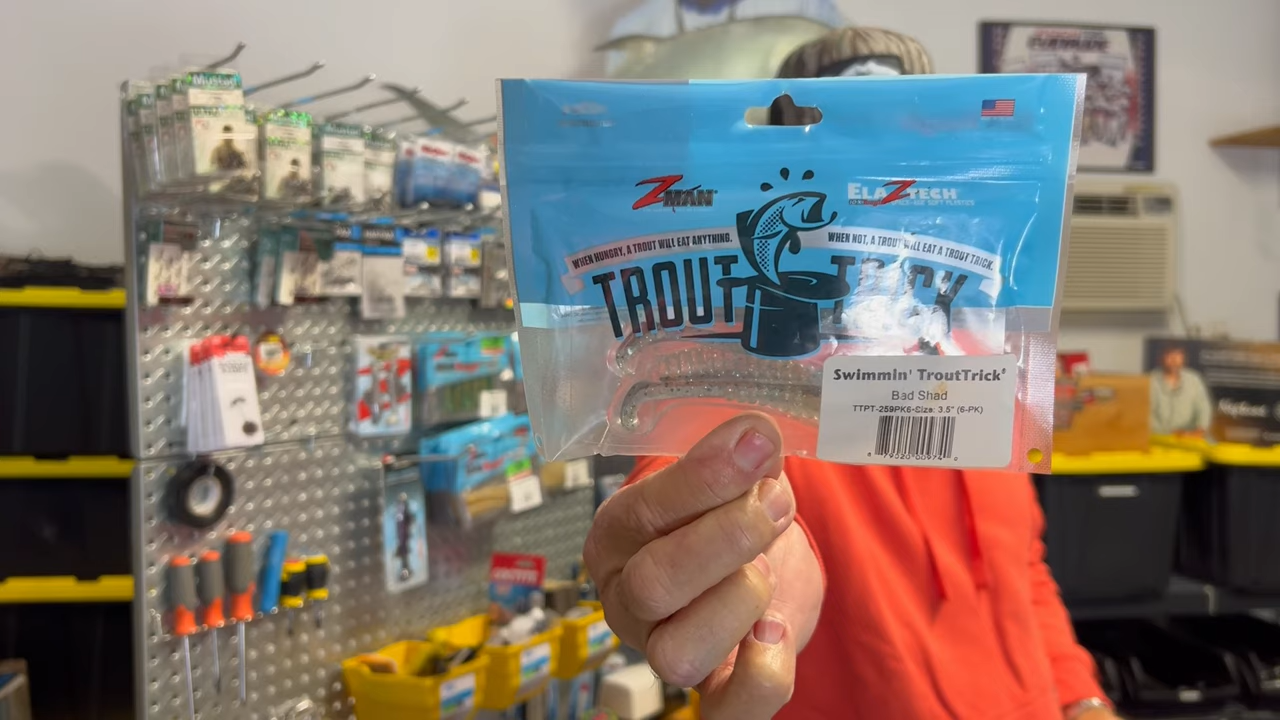 Mustad
ZMAN
ELAZTECH
WHEN HUNGRY, A TROUT WILL EAT ANYTHING.
WHEN NOT, A TROUT WILL EAT A TROUT TRICK.
TROUT TRICK
Swimmin' TroutTrick
Bad Shad
TTPT-259PK6-Size: 3.5" (6-PK)